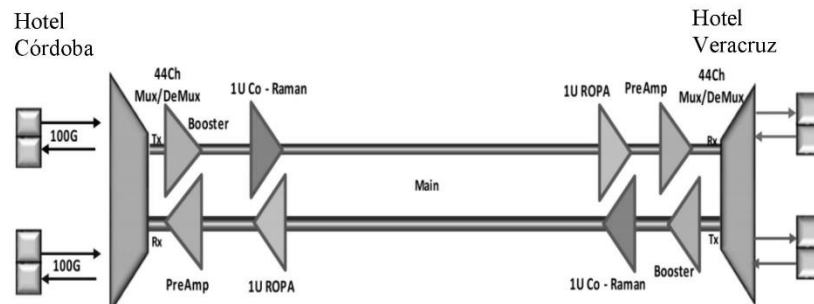 Hotel
Córdoba
Hotel
Veracruz
44Ch
Mux/DeMux
Booster
1U Co - Raman
1U ROPA
PreAmp
44Ch
Mux/DeMux
100G
Tx
Rx
Main
Rx
Tx
100G
PreAmp
1U ROPA
1U Co - Raman
Booster